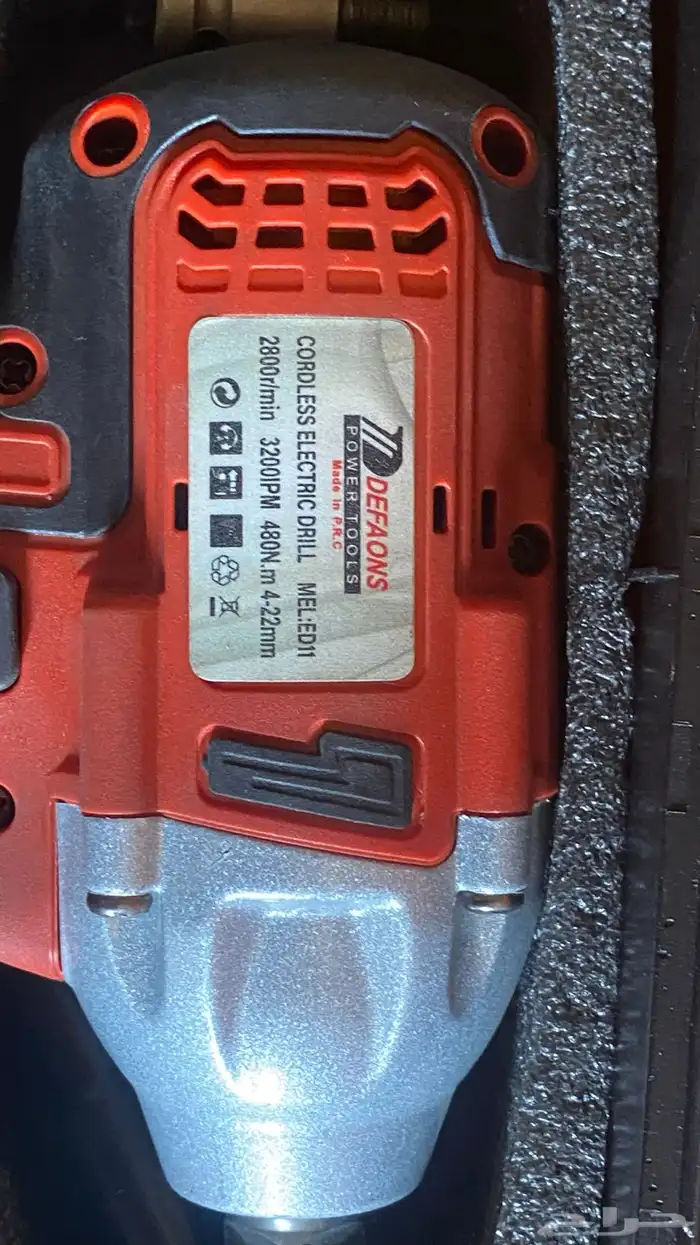 DEFAONS
POWER TOOLS
Made in P.R.C
CORDLESS ELECTRIC DRILL MEL:ED11
2800r/min 3200IPM 480N.m 4-22mm
حراج